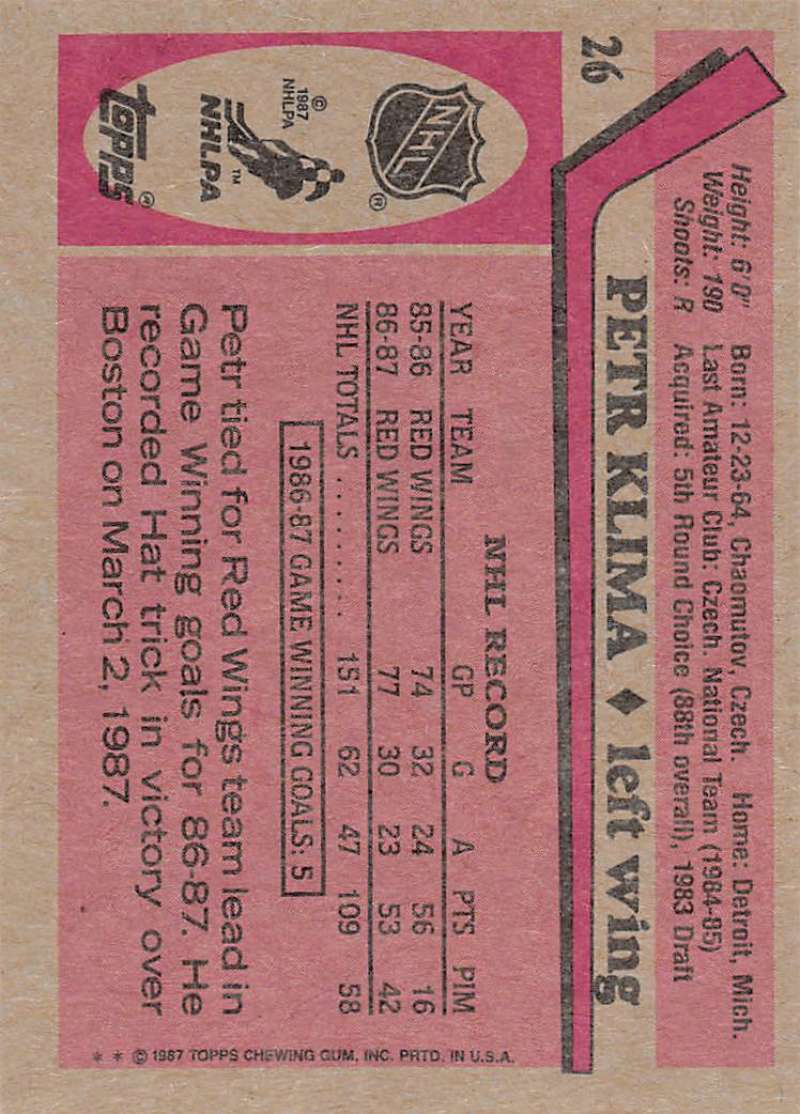 26
Height: 6'0" Born: 12-23-64, Chaomutov, Czech. Home: Detroit, Mich.
Weight: 190 Last Amateur Club: Czech. National Team (1984-85)
Shoots: R Acquired: 5th Round Choice (88th overall), 1983 Draft
PETR KLIMA ♦ left wing
NHL
®
© 1987
NHLPA
™
NHLPA
TOPPS®
NHL RECORD
YEAR TEAM GP G A PTS PIM
85-86 RED WINGS 74 32 24 56 16
86-87 RED WINGS 77 30 23 53 42
NHL TOTALS ........ 151 62 47 109 58
1986-87 GAME WINNING GOALS: 5
Petr tied for Red Wings team lead in
Game Winning goals for 86-87. He
recorded Hat trick in victory over
Boston on March 2, 1987.
* * © 1987 TOPPS CHEWING GUM, INC. PRTD. IN U.S.A.